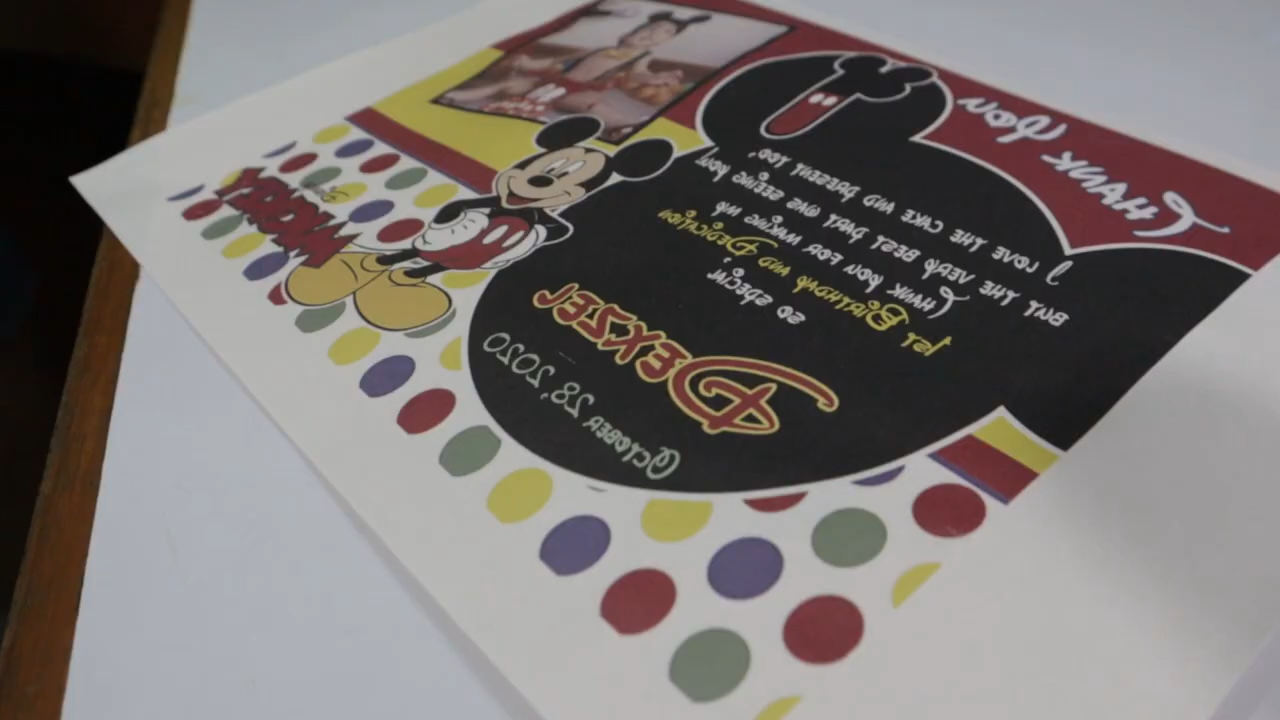 Thank You
I love the cake and present too,
but the very best part was seeing you!
Thank you for making my
1st Birthday and Dedication
so special
Dekzel
October 28, 2020
MICKEY